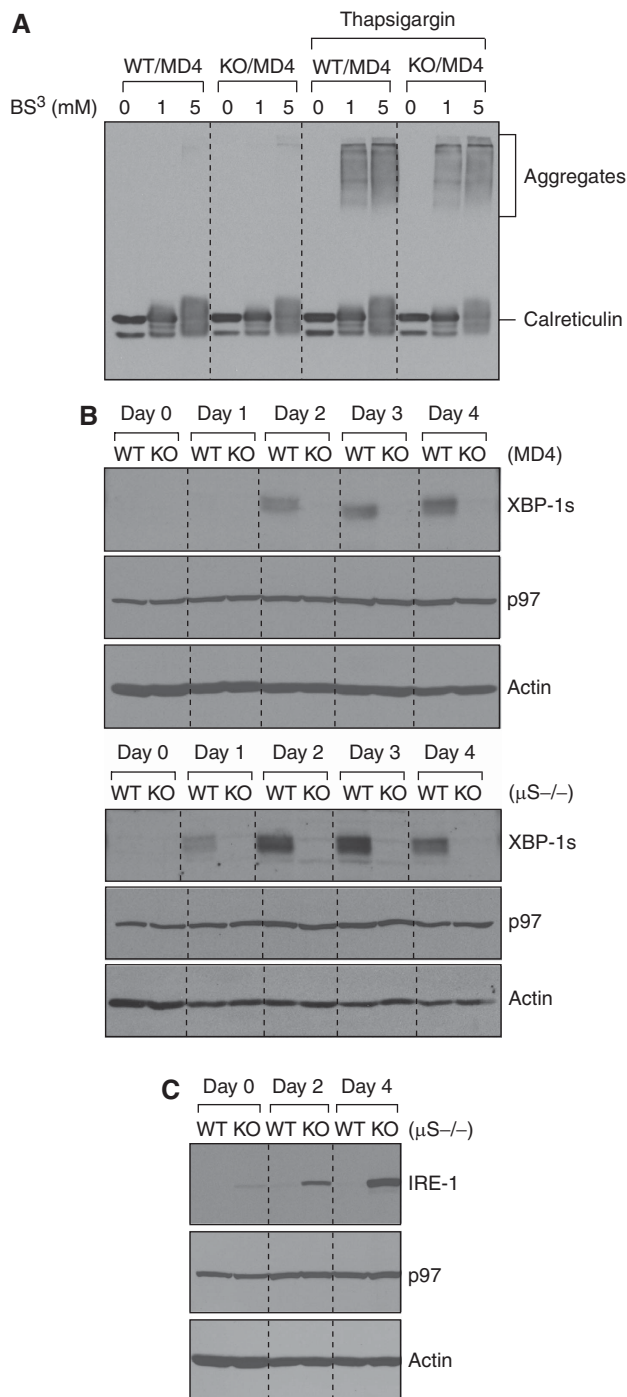 A
Thapsigargin
WT/MD4 KO/MD4 WT/MD4 KO/MD4
BS³ (mM) 0 1 5 0 1 5 0 1 5 0 1 5
Aggregates
Calreticulin
B
Day 0 Day 1 Day 2 Day 3 Day 4
WT KO WT KO WT KO WT KO WT KO (MD4)
XBP-1s
p97
Actin
Day 0 Day 1 Day 2 Day 3 Day 4
WT KO WT KO WT KO WT KO WT KO (μS–/–)
XBP-1s
p97
Actin
C
Day 0 Day 2 Day 4
WT KO WT KO WT KO (μS–/–)
IRE-1
p97
Actin